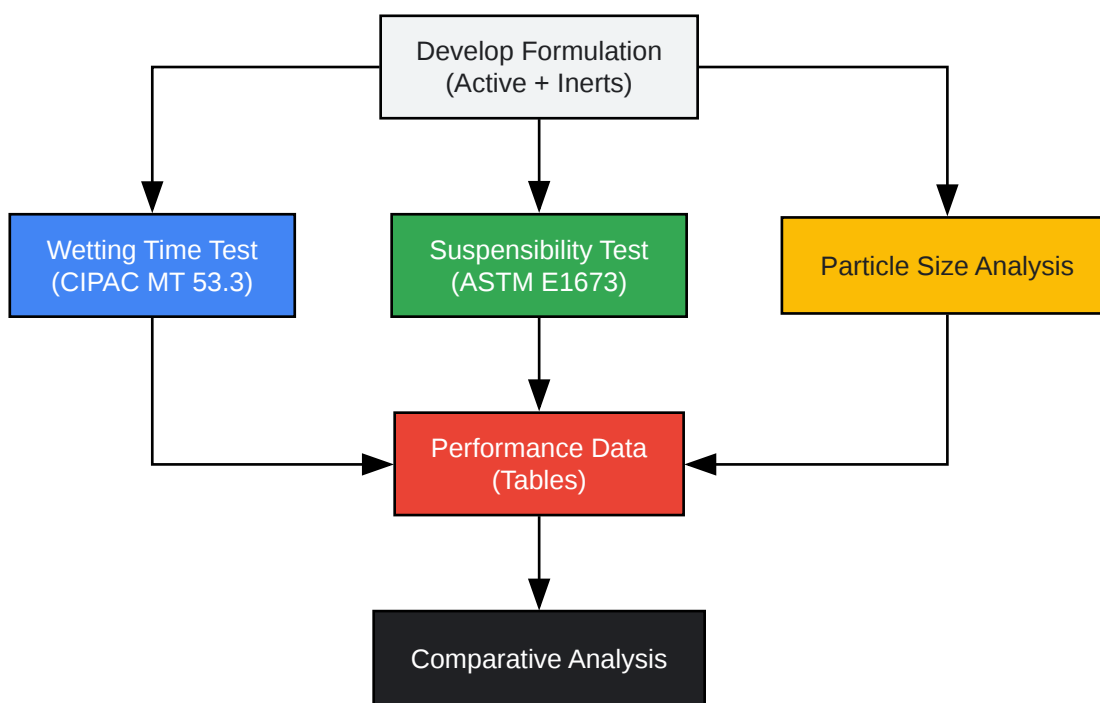 Develop Formulation
(Active + Inerts)
Wetting Time Test
(CIPAC MT 53.3)
Suspensibility Test
(ASTM E1673)
Particle Size Analysis
Performance Data
(Tables)
Comparative Analysis